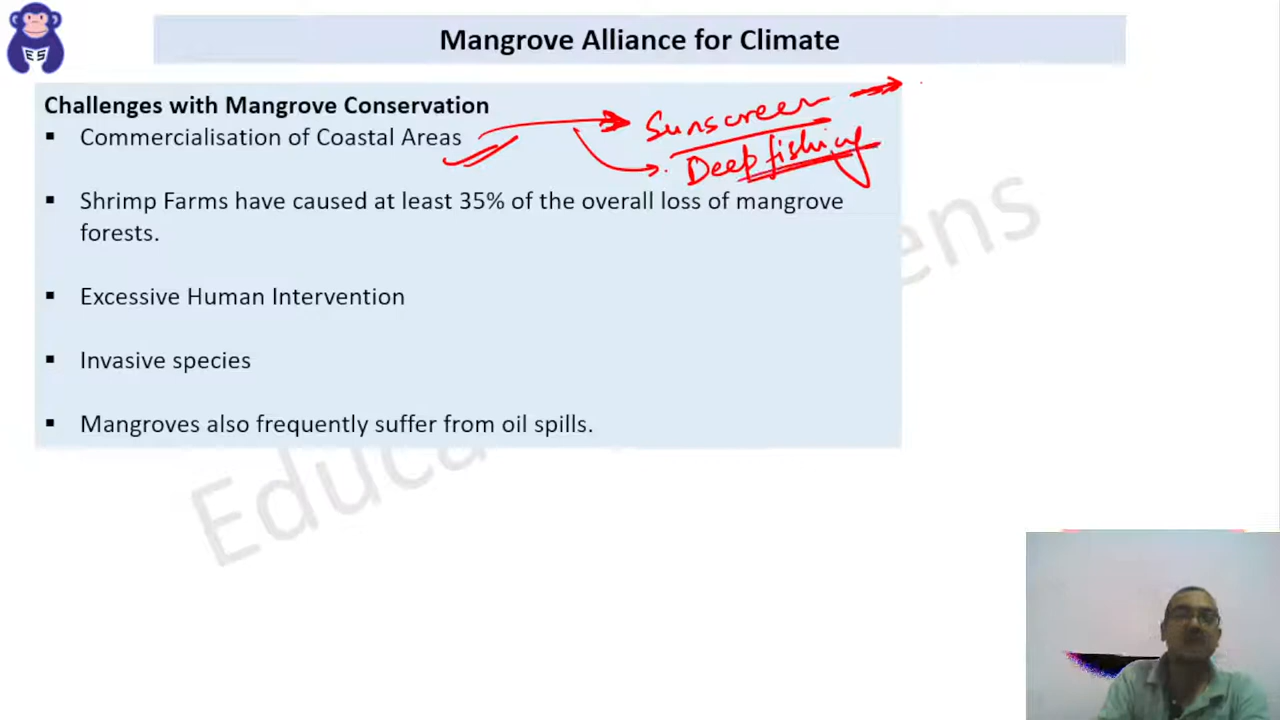 Mangrove Alliance for Climate
Challenges with Mangrove Conservation
▪ Commercialisation of Coastal Areas
Sunscreen
Deep fishing
▪ Shrimp Farms have caused at least 35% of the overall loss of mangrove
forests.
▪ Excessive Human Intervention
▪ Invasive species
▪ Mangroves also frequently suffer from oil spills.